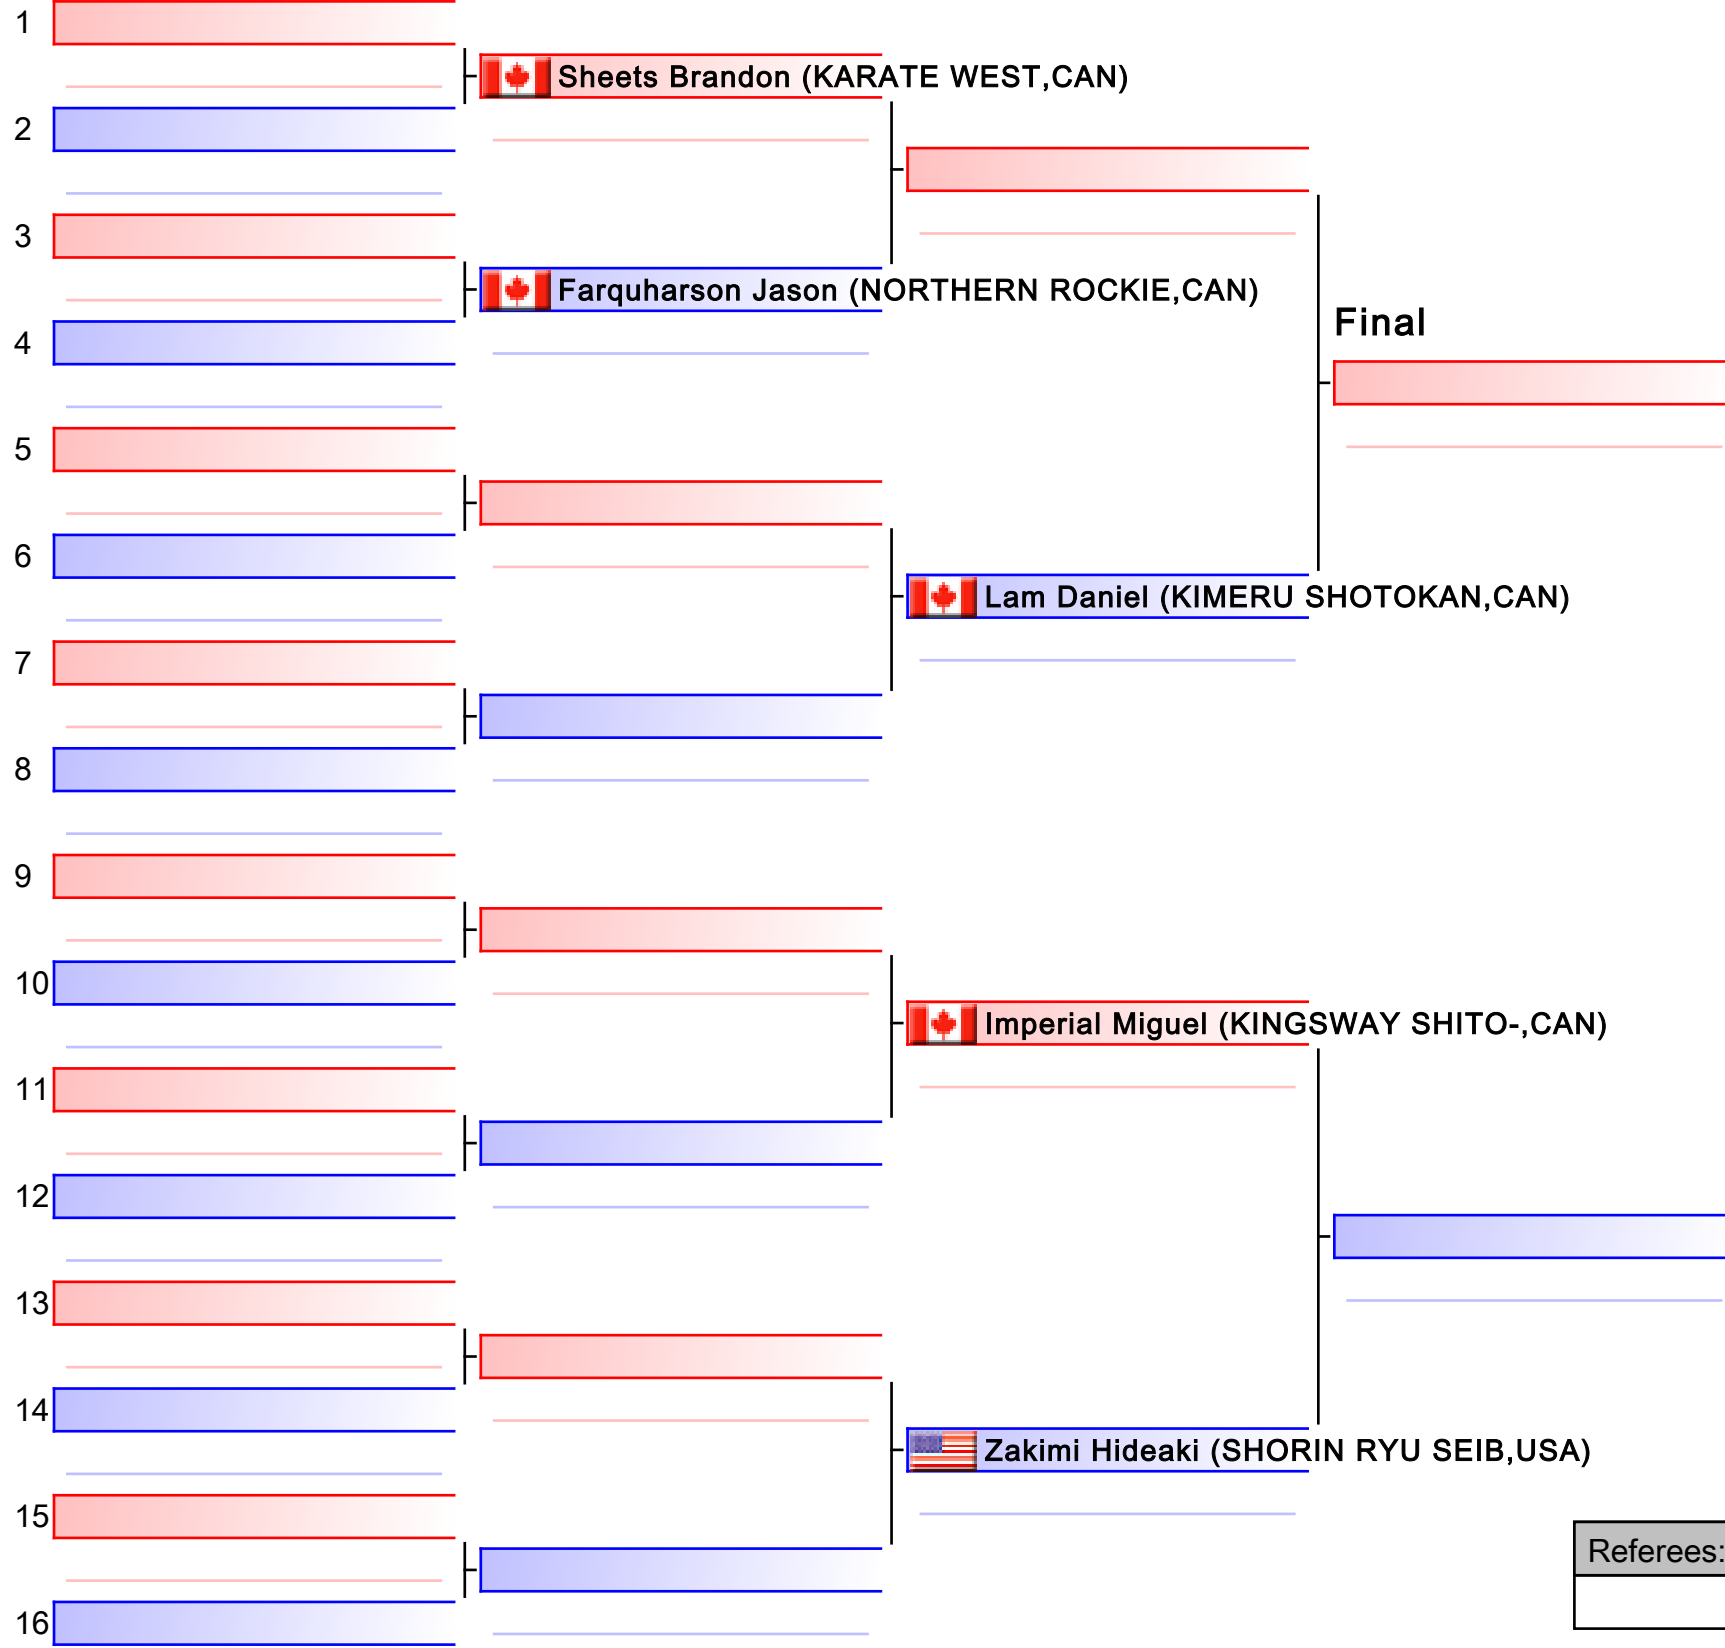 1
Sheets Brandon (KARATE WEST,CAN)
2
3
Farquharson Jason (NORTHERN ROCKIE,CAN)
Final
4
5
6
Lam Daniel (KIMERU SHOTOKAN,CAN)
7
8
9
10
Imperial Miguel (KINGSWAY SHITO-,CAN)
11
12
13
14
Zakimi Hideaki (SHORIN RYU SEIB,USA)
15
Referees:
16